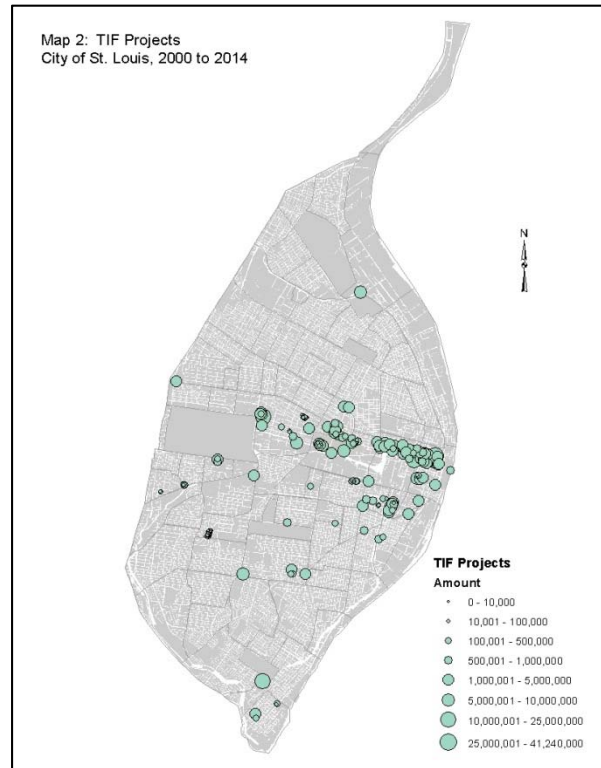 Map 2: TIF Projects
City of St. Louis, 2000 to 2014
N
TIF Projects
Amount
0 - 10,000
10,001 - 100,000
100,001 - 500,000
500,001 - 1,000,000
1,000,001 - 5,000,000
5,000,001 - 10,000,000
10,000,001 - 25,000,000
25,000,001 - 41,240,000